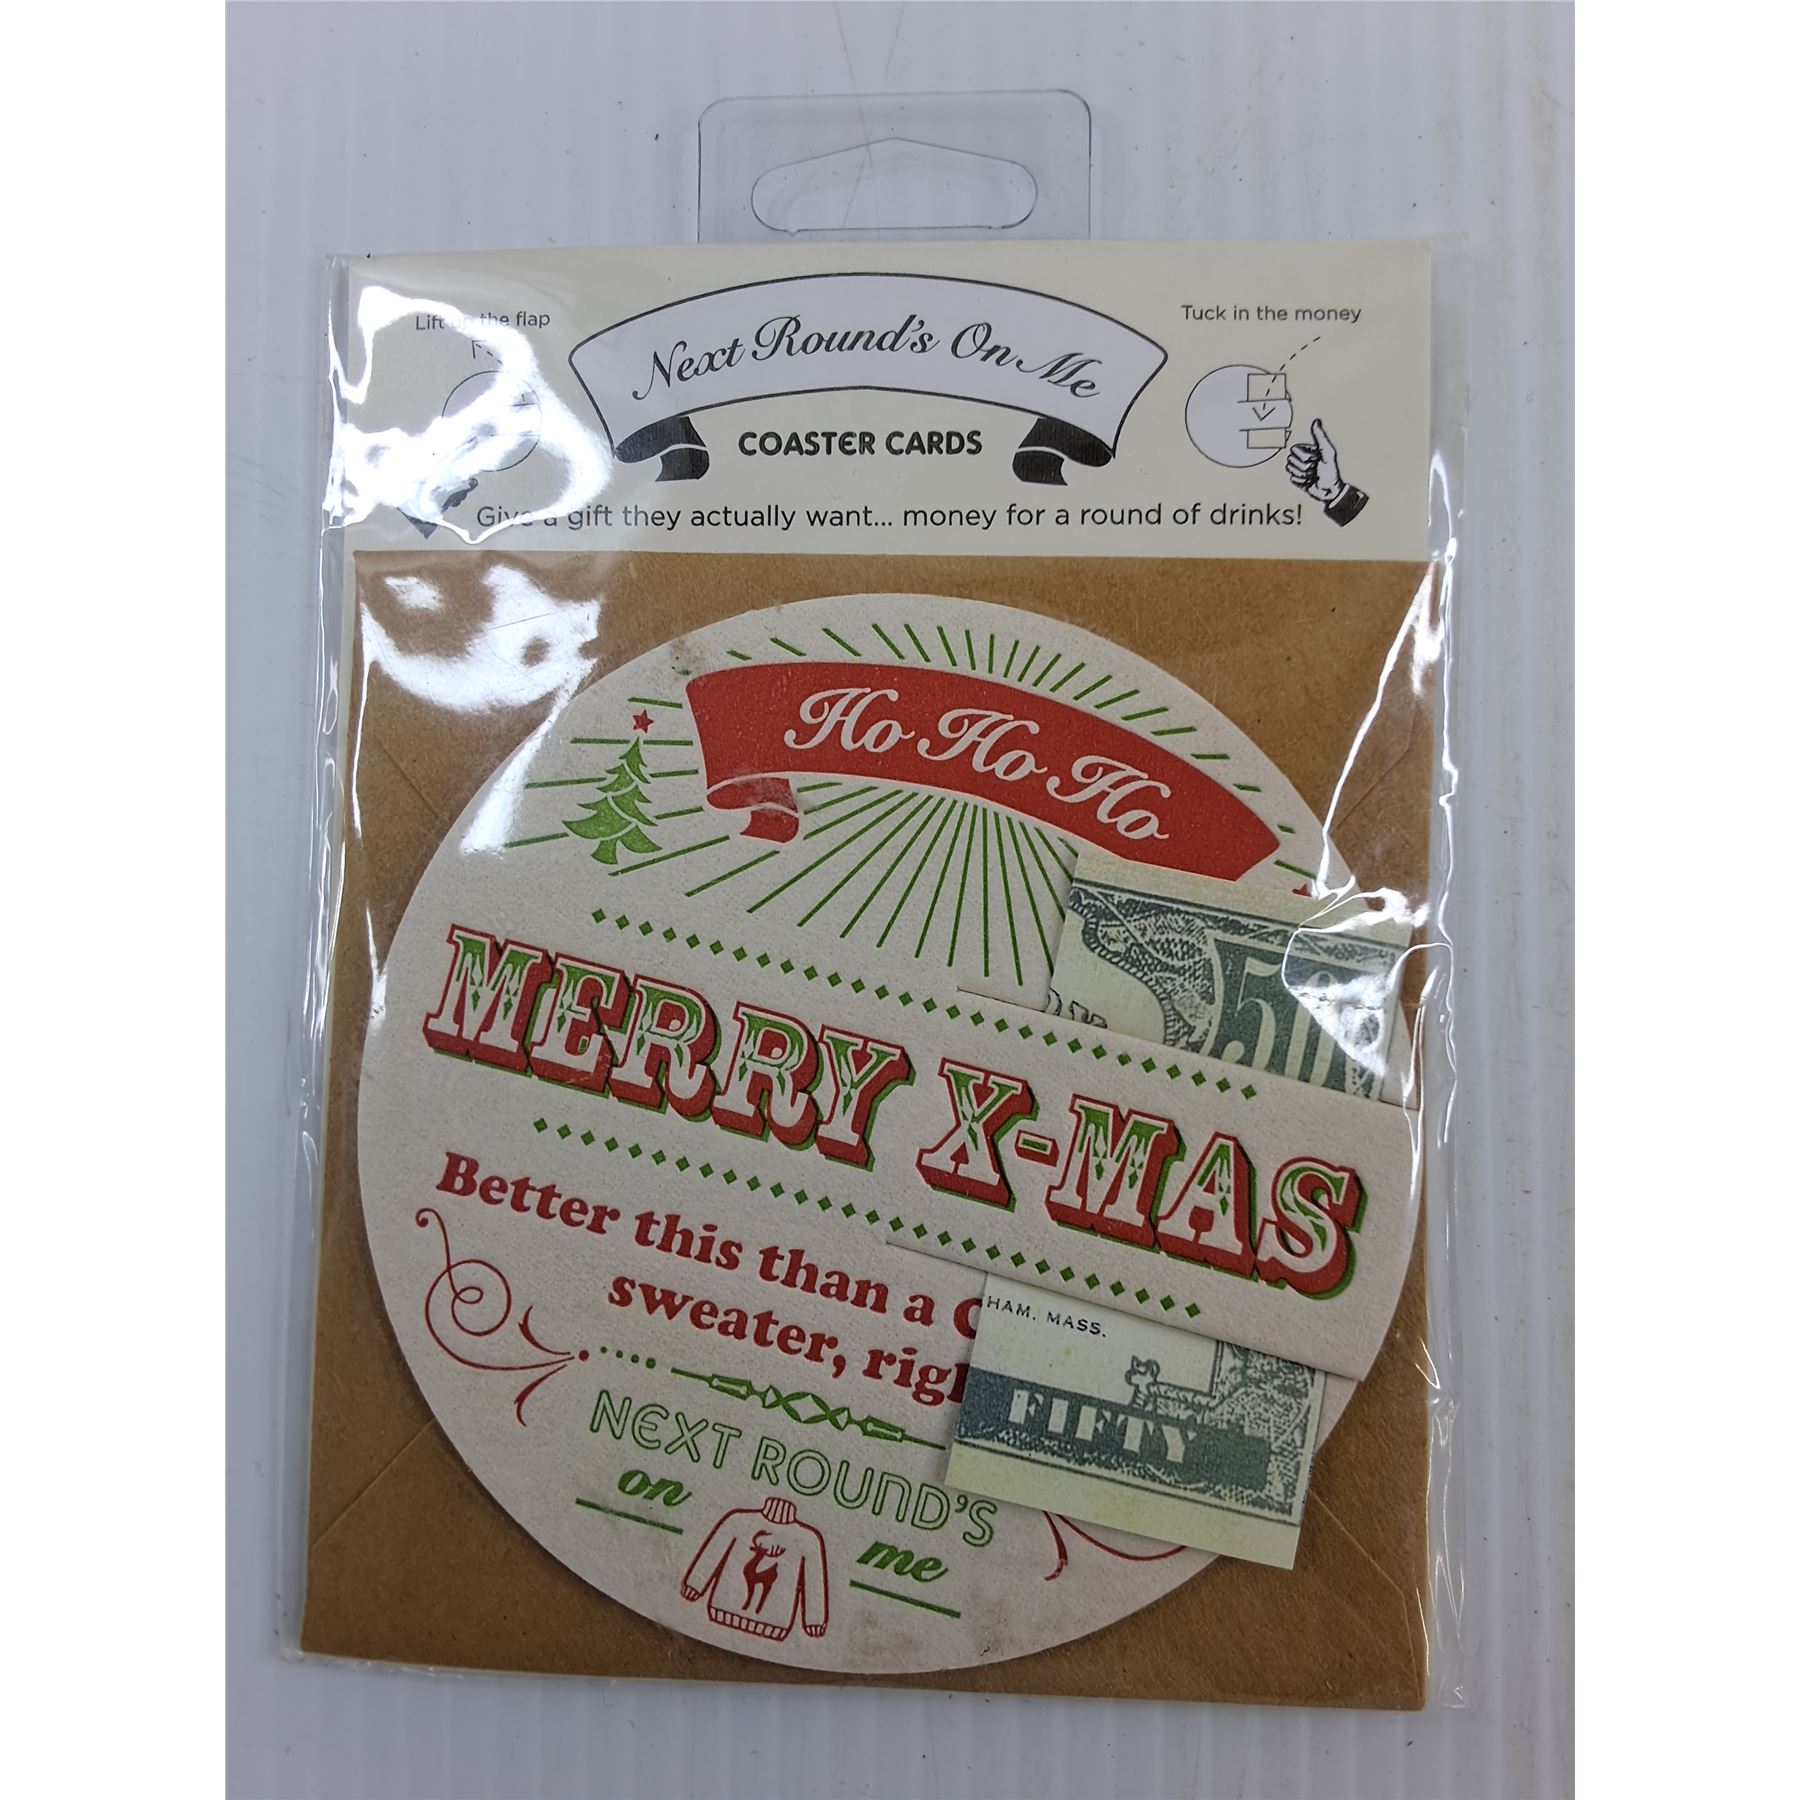 Lift up the flap
Tuck in the money
Next Round's On Me
COASTER CARDS
Give a gift they actually want... money for a round of drinks!
Ho Ho Ho
50
MERRY X-MAS
Better this than a
sweater,
HAM, MASS.
FIFTY
NEXT ROUND'S
on me